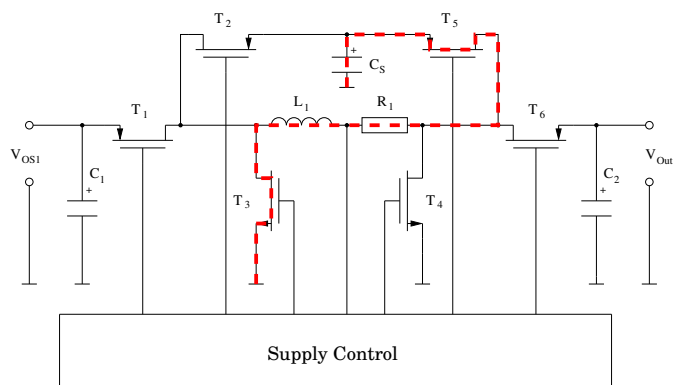 T2
T5
+
CS
T1
L1
R1
T6
VOS1
C1
+
T3
T4
C2
+
VOut
Supply Control